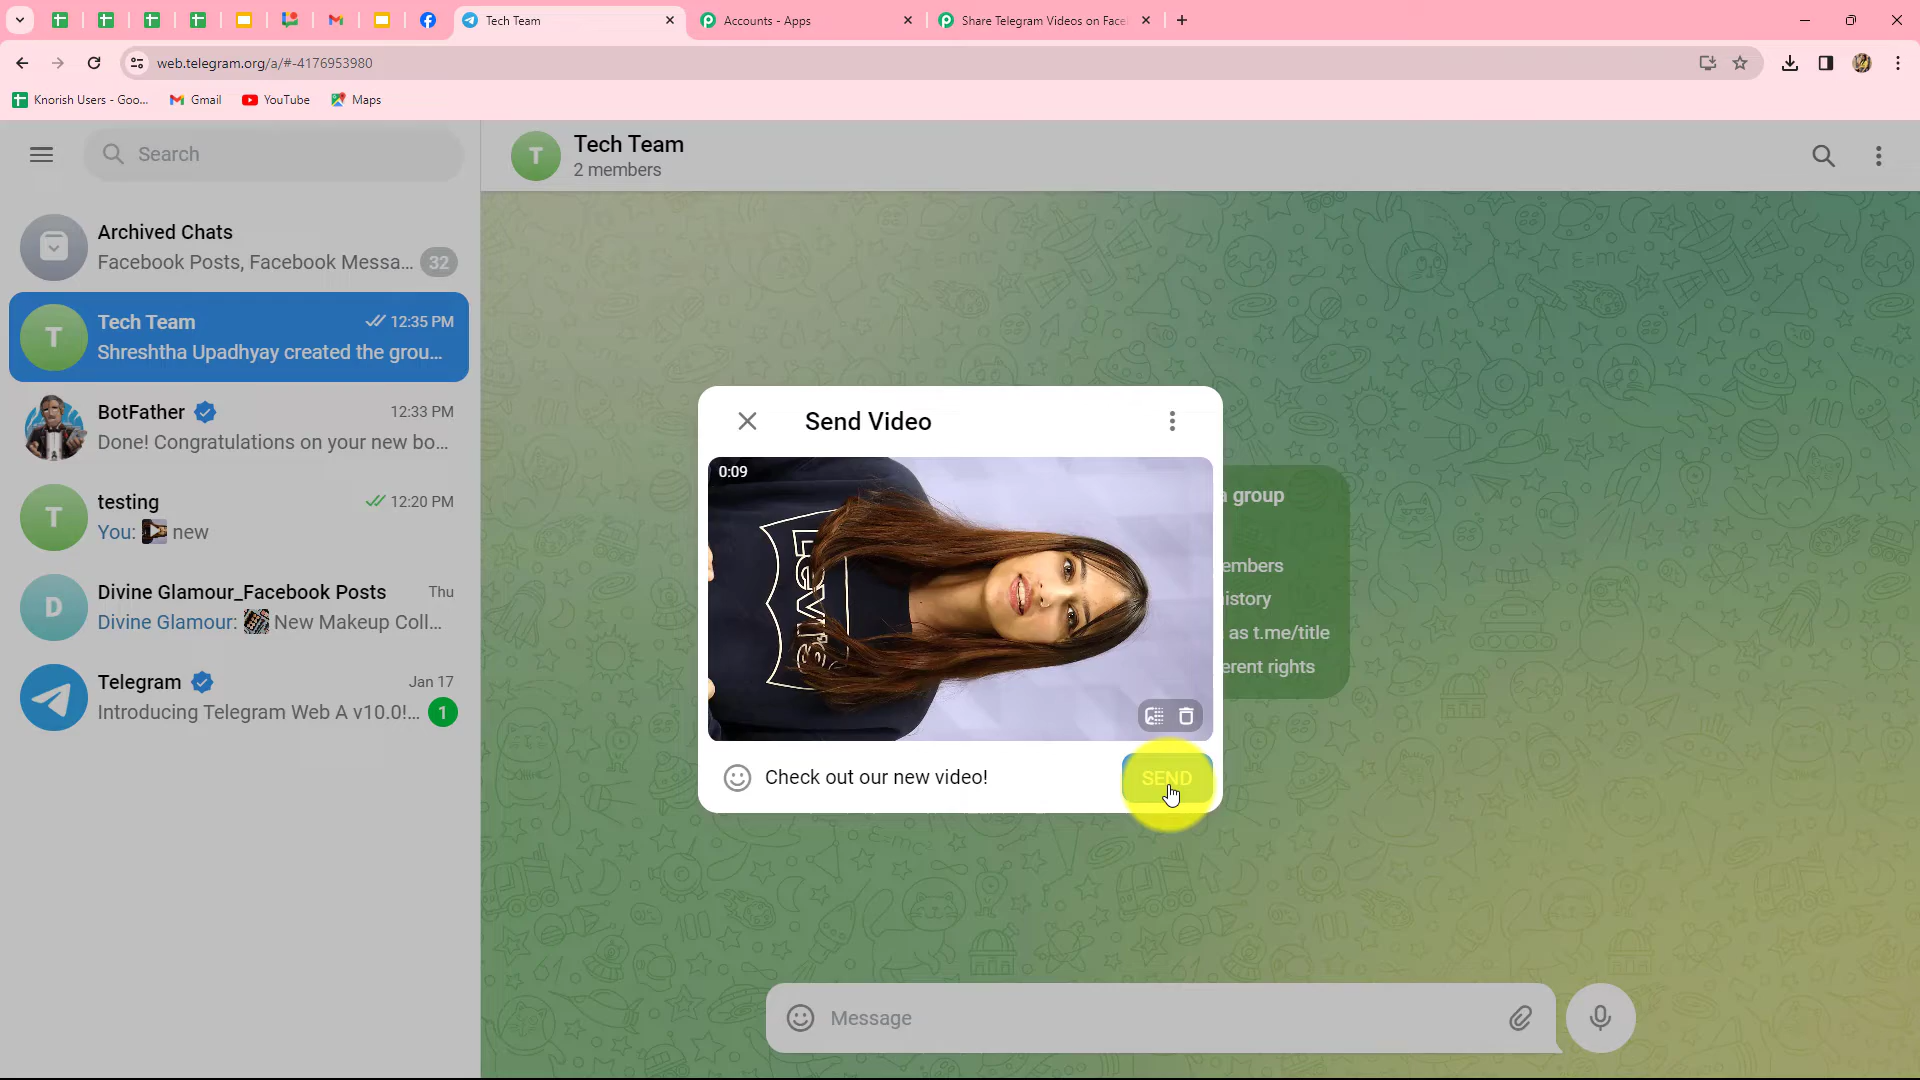 Tech Team
Accounts - Apps
Share Telegram Videos on Face
web.telegram.org/a/#-4176953980
Knorish Users - Goo...
Gmail
YouTube
Maps
Search
T
Tech Team
2 members
Archived Chats
Facebook Posts, Facebook Messa...
32
T
Tech Team
12:35 PM
Shreshtha Upadhyay created the grou...
BotFather
12:33 PM
Done! Congratulations on your new bo...
T
testing
12:20 PM
You: new
D
Divine Glamour_Facebook Posts
Thu
Divine Glamour: New Makeup Coll...
Telegram
Jan 17
Introducing Telegram Web A v10.0!...
1
Send Video
0:09
a group
embers
istory
as t.me/title
erent rights
Check out our new video!
SEND
Message